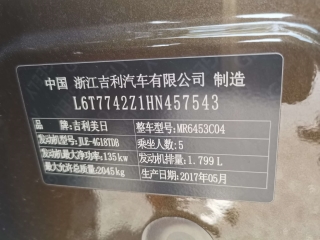 中国 浙江吉利汽车有限公司 制造
L6T7742Z1HN457543
品牌:吉利美日 整车型号:MR6453C04
发动机型号:JLE-4G18TDB 乘坐人数:5
发动机最大净功率:135kw 发动机排量:1.799L
最大允许总质量:2045kg 生产日期:2017年05月